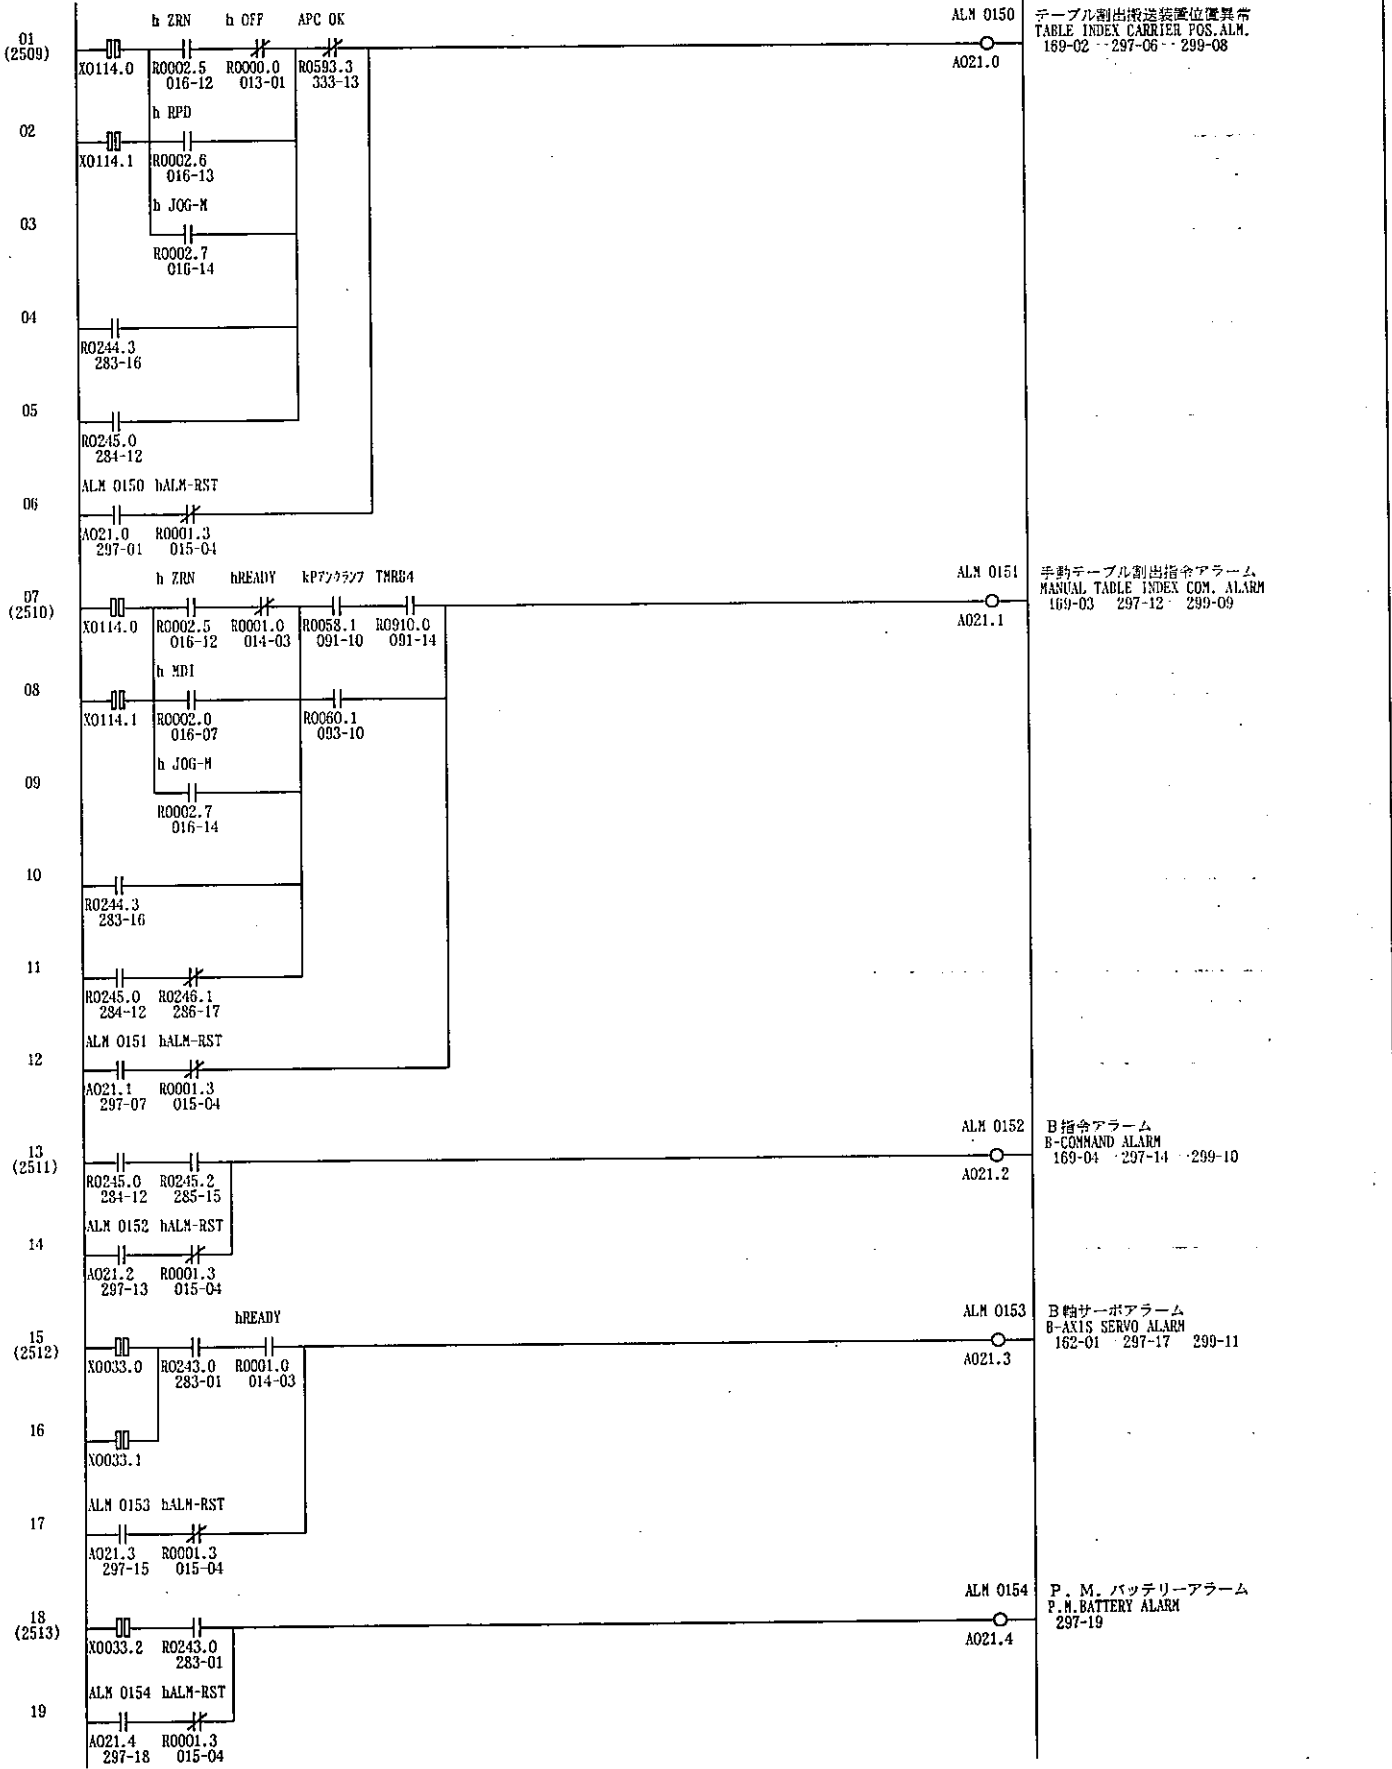 h ZRN h OFF APC OK ALM 0150 テーブル割出搬送装置位置異常
01 TABLE INDEX CARRIER POS.ALM.
(2509) 169-02 297-06 299-08
X0114.0 R0002.5 R0000.0 R0593.3 A021.0
016-12 013-01 333-13
h RPD
02
X0114.1 R0002.6
016-13
h JOG-M
03
R0002.7
016-14
04
R0244.3
283-16
05
R0245.0
284-12
ALM 0150 hALM-RST
06
A021.0 R0001.3
297-01 015-04
h ZRN hREADY kPアンクランプ TMRB4 ALM 0151 手動テーブル割出指令アラーム
07 MANUAL TABLE INDEX COM. ALARM
(2510) 169-03 297-12 299-09
X0114.0 R0002.5 R0001.0 R0058.1 R0910.0 A021.1
016-12 014-03 091-10 091-14
h MDI
08
X0114.1 R0002.0 R0060.1
016-07 093-10
h JOG-M
09
R0002.7
016-14
10
R0244.3
283-16
11
R0245.0 R0246.1
284-12 286-17
ALM 0151 hALM-RST
12
A021.1 R0001.3
297-07 015-04
ALM 0152 B指令アラーム
13 B-COMMAND ALARM
(2511) 169-04 297-14 299-10
R0245.0 R0245.2 A021.2
284-12 285-15
ALM 0152 hALM-RST
14
A021.2 R0001.3
297-13 015-04
hREADY ALM 0153 B軸サーボアラーム
15 B-AXIS SERVO ALARM
(2512) 162-01 297-17 299-11
X0033.0 R0243.0 R0001.0 A021.3
283-01 014-03
16
X0033.1
ALM 0153 hALM-RST
17
A021.3 R0001.3
297-15 015-04
ALM 0154 P. M. バッテリーアラーム
18 P.M.BATTERY ALARM
(2513) 297-19
X0033.2 R0243.0 A021.4
283-01
ALM 0154 hALM-RST
19
A021.4 R0001.3
297-18 015-04